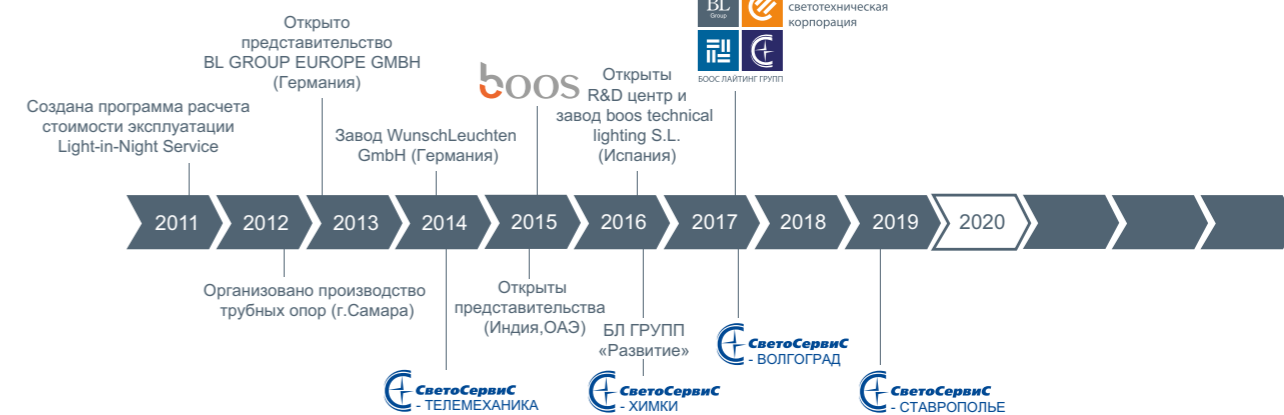 BL
Group
светотехническая
корпорация
БООС ЛАЙТИНГ ГРУПП
Открыто
представительство
BL GROUP EUROPE GMBH
(Германия)
boos
Открыты
R&D центр и
завод boos technical
lighting S.L.
(Испания)
Создана программа расчета
стоимости эксплуатации
Light-in-Night Service
Завод WunschLeuchten
GmbH (Германия)
2011 2012 2013 2014 2015 2016 2017 2018 2019 2020
Организовано производство
трубных опор (г.Самара)
Открыты
представительства
(Индия,ОАЭ)
БЛ ГРУПП
«Развитие»
СветоСервиС
- ВОЛГОГРАД
СветоСервиС
- ТЕЛЕМЕХАНИКА
СветоСервиС
- ХИМКИ
СветоСервиС
- СТАВРОПОЛЬЕ